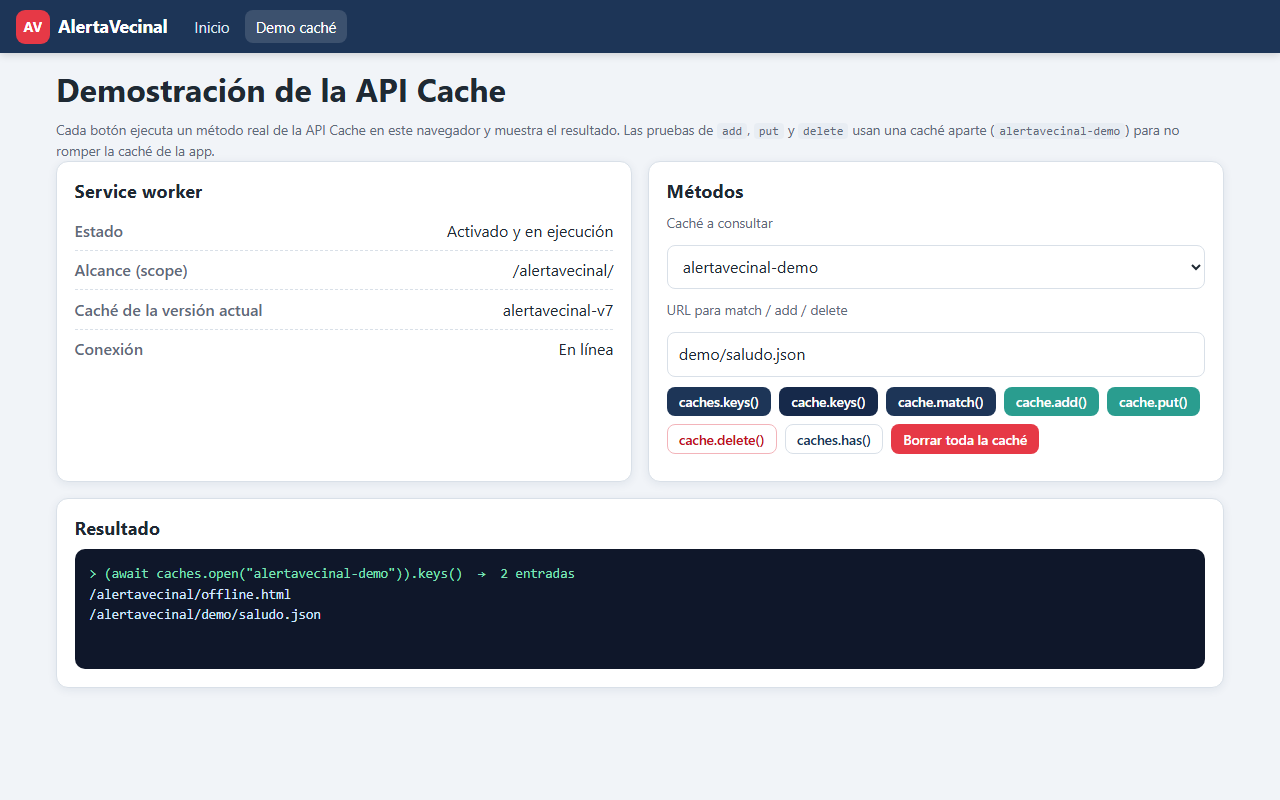 AV AlertaVecinal Inicio Demo caché
Demostración de la API Cache
Cada botón ejecuta un método real de la API Cache en este navegador y muestra el resultado. Las pruebas de add, put y delete usan una caché aparte (alertavecinal-demo) para no
romper la caché de la app.
Service worker
Estado Activado y en ejecución
Alcance (scope) /alertavecinal/
Caché de la versión actual alertavecinal-v7
Conexión En línea
Métodos
Caché a consultar
alertavecinal-demo
URL para match / add / delete
demo/saludo.json
caches.keys() cache.keys() cache.match() cache.add() cache.put()
cache.delete() caches.has() Borrar toda la caché
Resultado
> (await caches.open("alertavecinal-demo")).keys() → 2 entradas
/alertavecinal/offline.html
/alertavecinal/demo/saludo.json